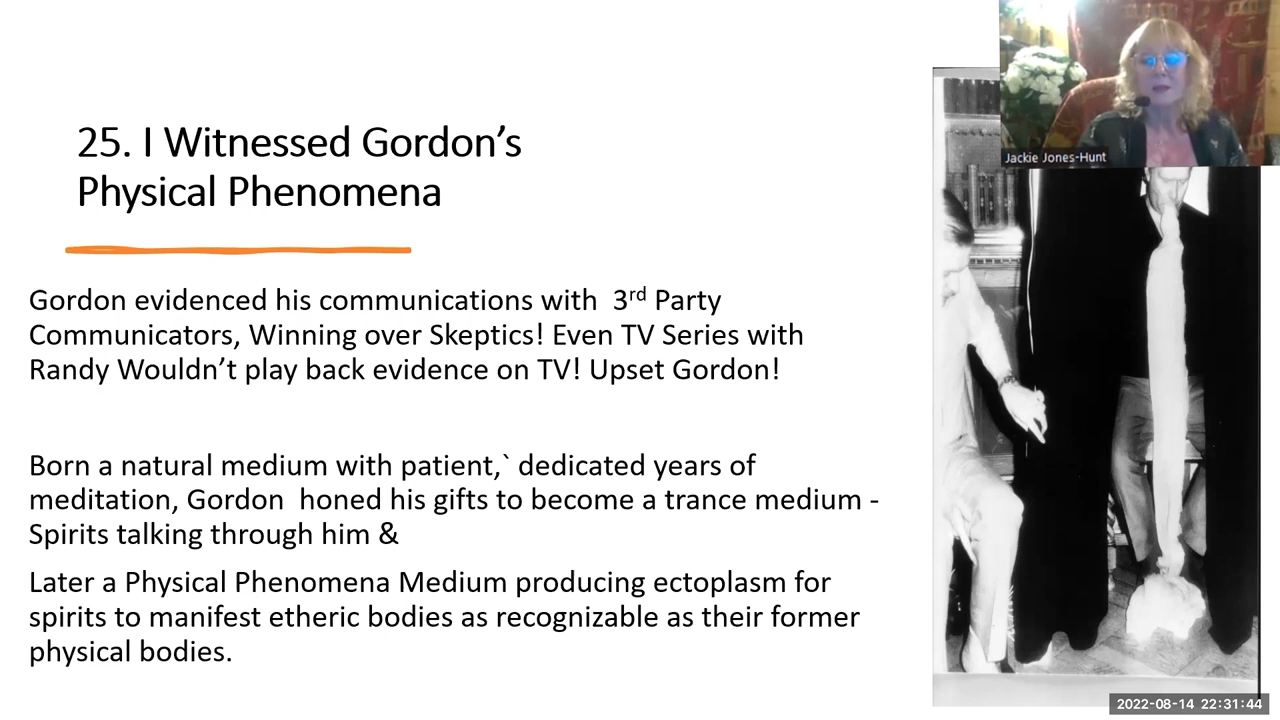 Jackie Jones-Hunt
25. I Witnessed Gordon’s
Physical Phenomena
Gordon evidenced his communications with 3rd Party
Communicators, Winning over Skeptics! Even TV Series with
Randy Wouldn’t play back evidence on TV! Upset Gordon!
Born a natural medium with patient,` dedicated years of
meditation, Gordon honed his gifts to become a trance medium -
Spirits talking through him &
Later a Physical Phenomena Medium producing ectoplasm for
spirits to manifest etheric bodies as recognizable as their former
physical bodies.
2022-08-14 22:31:44